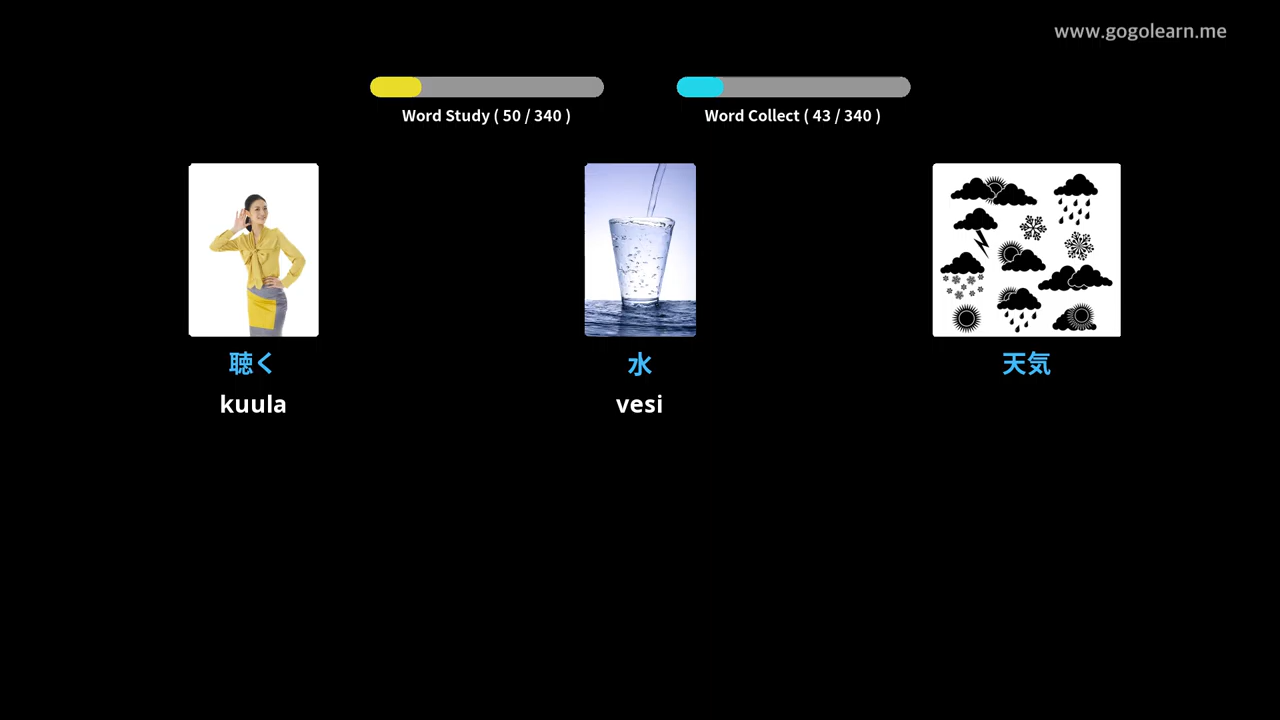 www.gogolearn.me
Word Study ( 50 / 340 )
Word Collect ( 43 / 340 )
聴く
kuula
水
vesi
天気